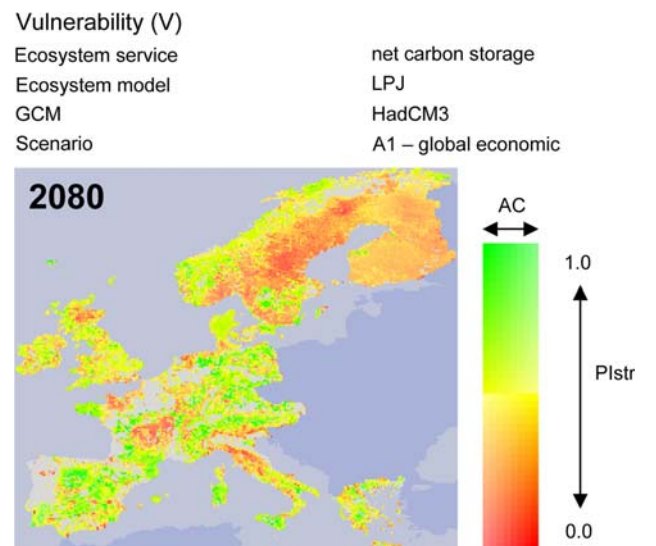 Vulnerability (V)
Ecosystem service net carbon storage
Ecosystem model LPJ
GCM HadCM3
Scenario A1 – global economic
2080
AC
1.0
PIstr
0.0